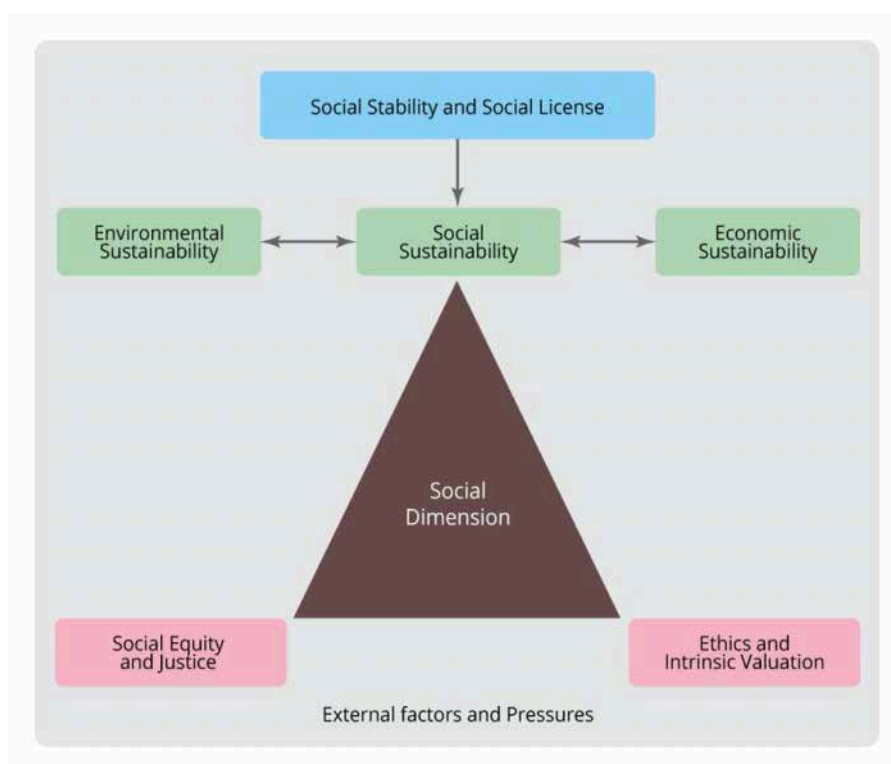 Social Stability and Social License
Environmental
Sustainability
Social
Sustainability
Economic
Sustainability
Social
Dimension
Social Equity
and Justice
Ethics and
Intrinsic Valuation
External factors and Pressures